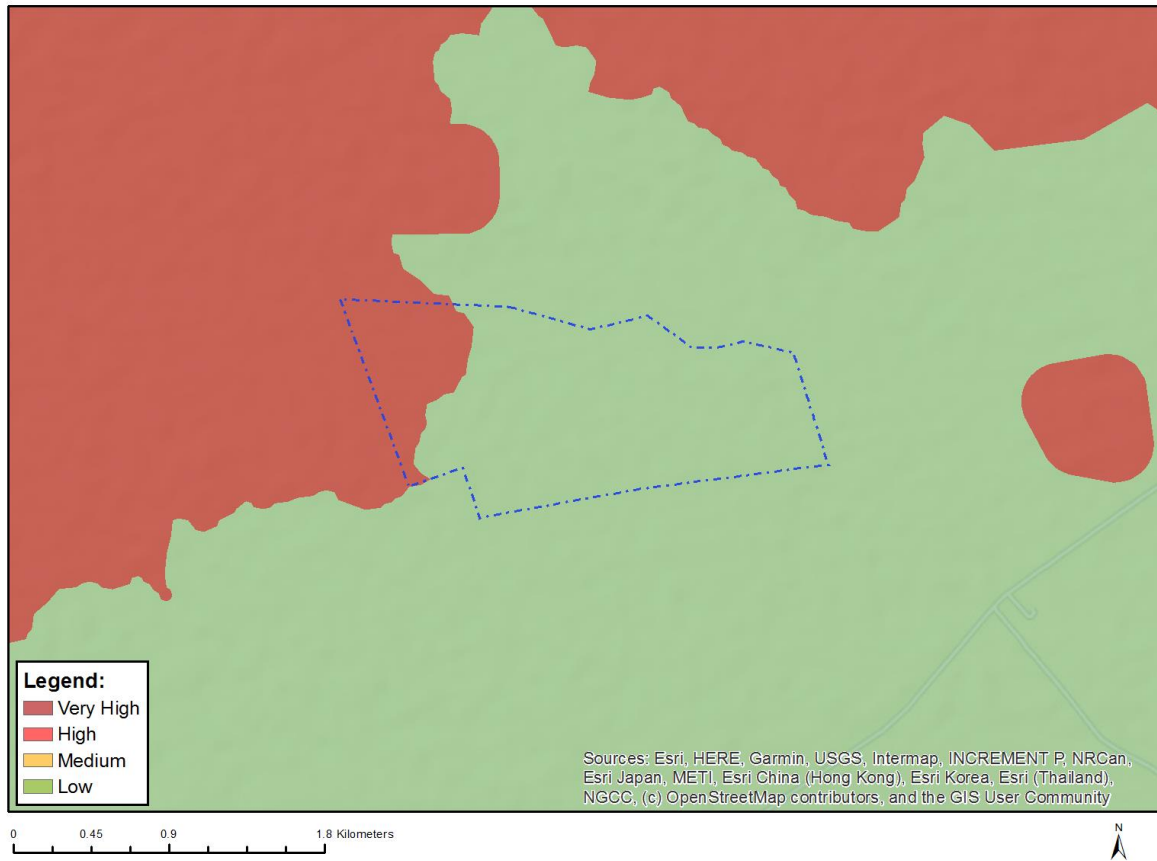 Legend:
Very High
High
Medium
Low
Sources: Esri, HERE, Garmin, USGS, Intermap, INCREMENT P, NRCan,
Esri Japan, METI, Esri China (Hong Kong), Esri Korea, Esri (Thailand),
NGCC, (c) OpenStreetMap contributors, and the GIS User Community
0 0.45 0.9 1.8 Kilometers
N